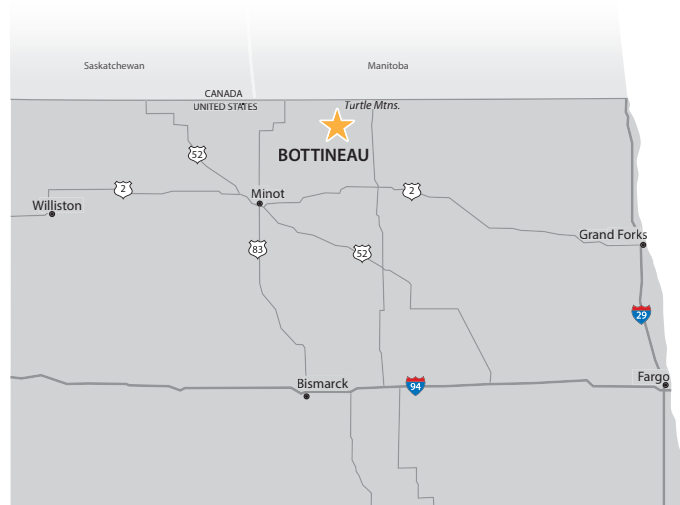 Saskatchewan
Manitoba
CANADA
UNITED STATES
Turtle Mtns.
52
BOTTINEAU
2
Minot
2
Williston
Grand Forks
83
52
29
Bismarck
94
Fargo